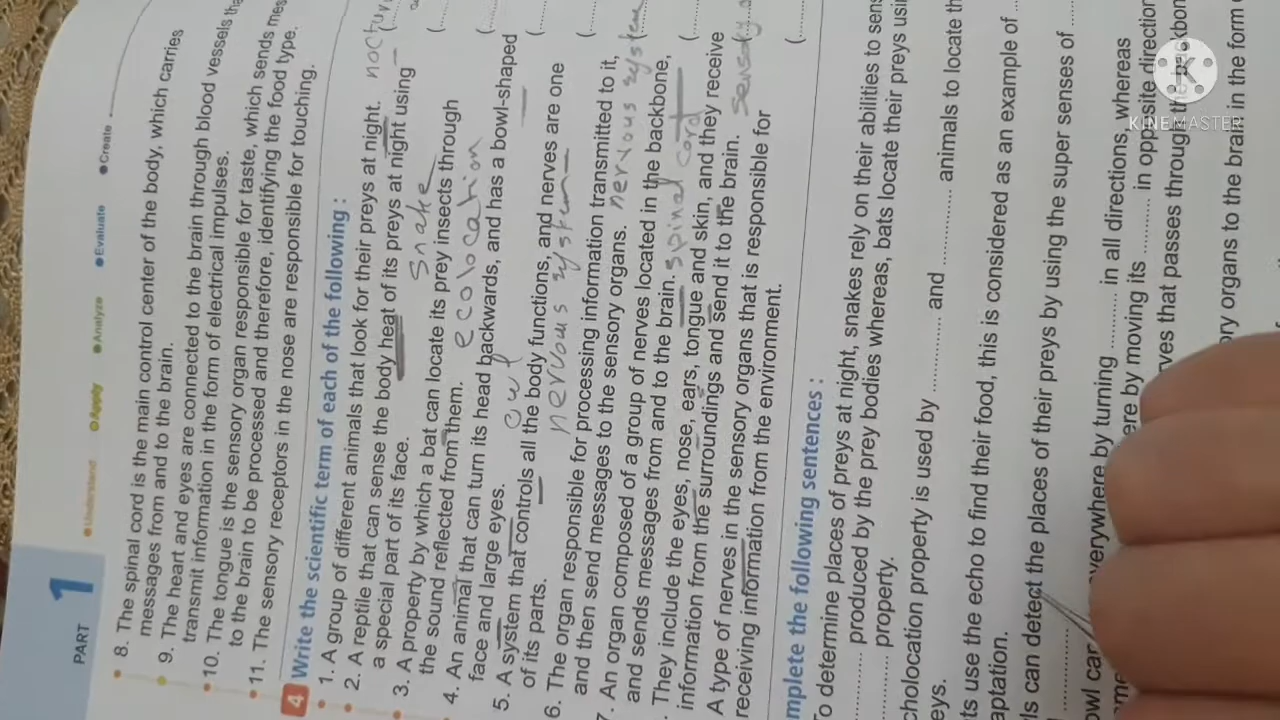 PART 1
Understand Apply Analyze Evaluate Create
8. The spinal cord is the main control center of the body, which carries
messages from and to the brain.
9. The heart and eyes are connected to the brain through blood vessels
transmit information in the form of electrical impulses.
10. The tongue is the sensory organ responsible for taste, which sends
to the brain to be processed and therefore, identifying the food type.
11. The sensory receptors in the nose are responsible for touching.
4 Write the scientific term of each of the following :
1. A group of different animals that look for their preys at night.
2. A reptile that can sense the body heat of its preys at night using
a special part of its face. snake
3. A property by which a bat can locate its prey insects through (....
the sound reflected from them. ecolocation
4. An animal that can turn its head backwards, and has a bowl-shaped (....
face and large eyes. owl
5. A system that controls all the body functions, and nerves are one (....
of its parts. nervous system
6. The organ responsible for processing information transmitted to it, (....
and then send messages to the sensory organs. nervous system
7. An organ composed of a group of nerves located in the backbone,
and sends messages from and to the brain. spinal cord
. They include the eyes, nose, ears, tongue and skin, and they receive (....
information from the surroundings and send it to the brain. sensory
A type of nerves in the sensory organs that is responsible for
receiving information from the environment. (....
mplete the following sentences :
To determine places of preys at night, snakes rely on their abilities to
.......... produced by the prey bodies whereas, bats locate their preys
.......... property.
cholocation property is used by .......... and .......... animals to locate
eyes.
ts use the echo to find their food, this is considered as an example of ....
aptation.
ls can detect the places of their preys by using the super senses of ....
owl can everywhere by turning .......... in all directions, whereas
ere by moving its .......... in opposite direction
ves that passes through the
ory organs to the brain in the form
KINEMASTER